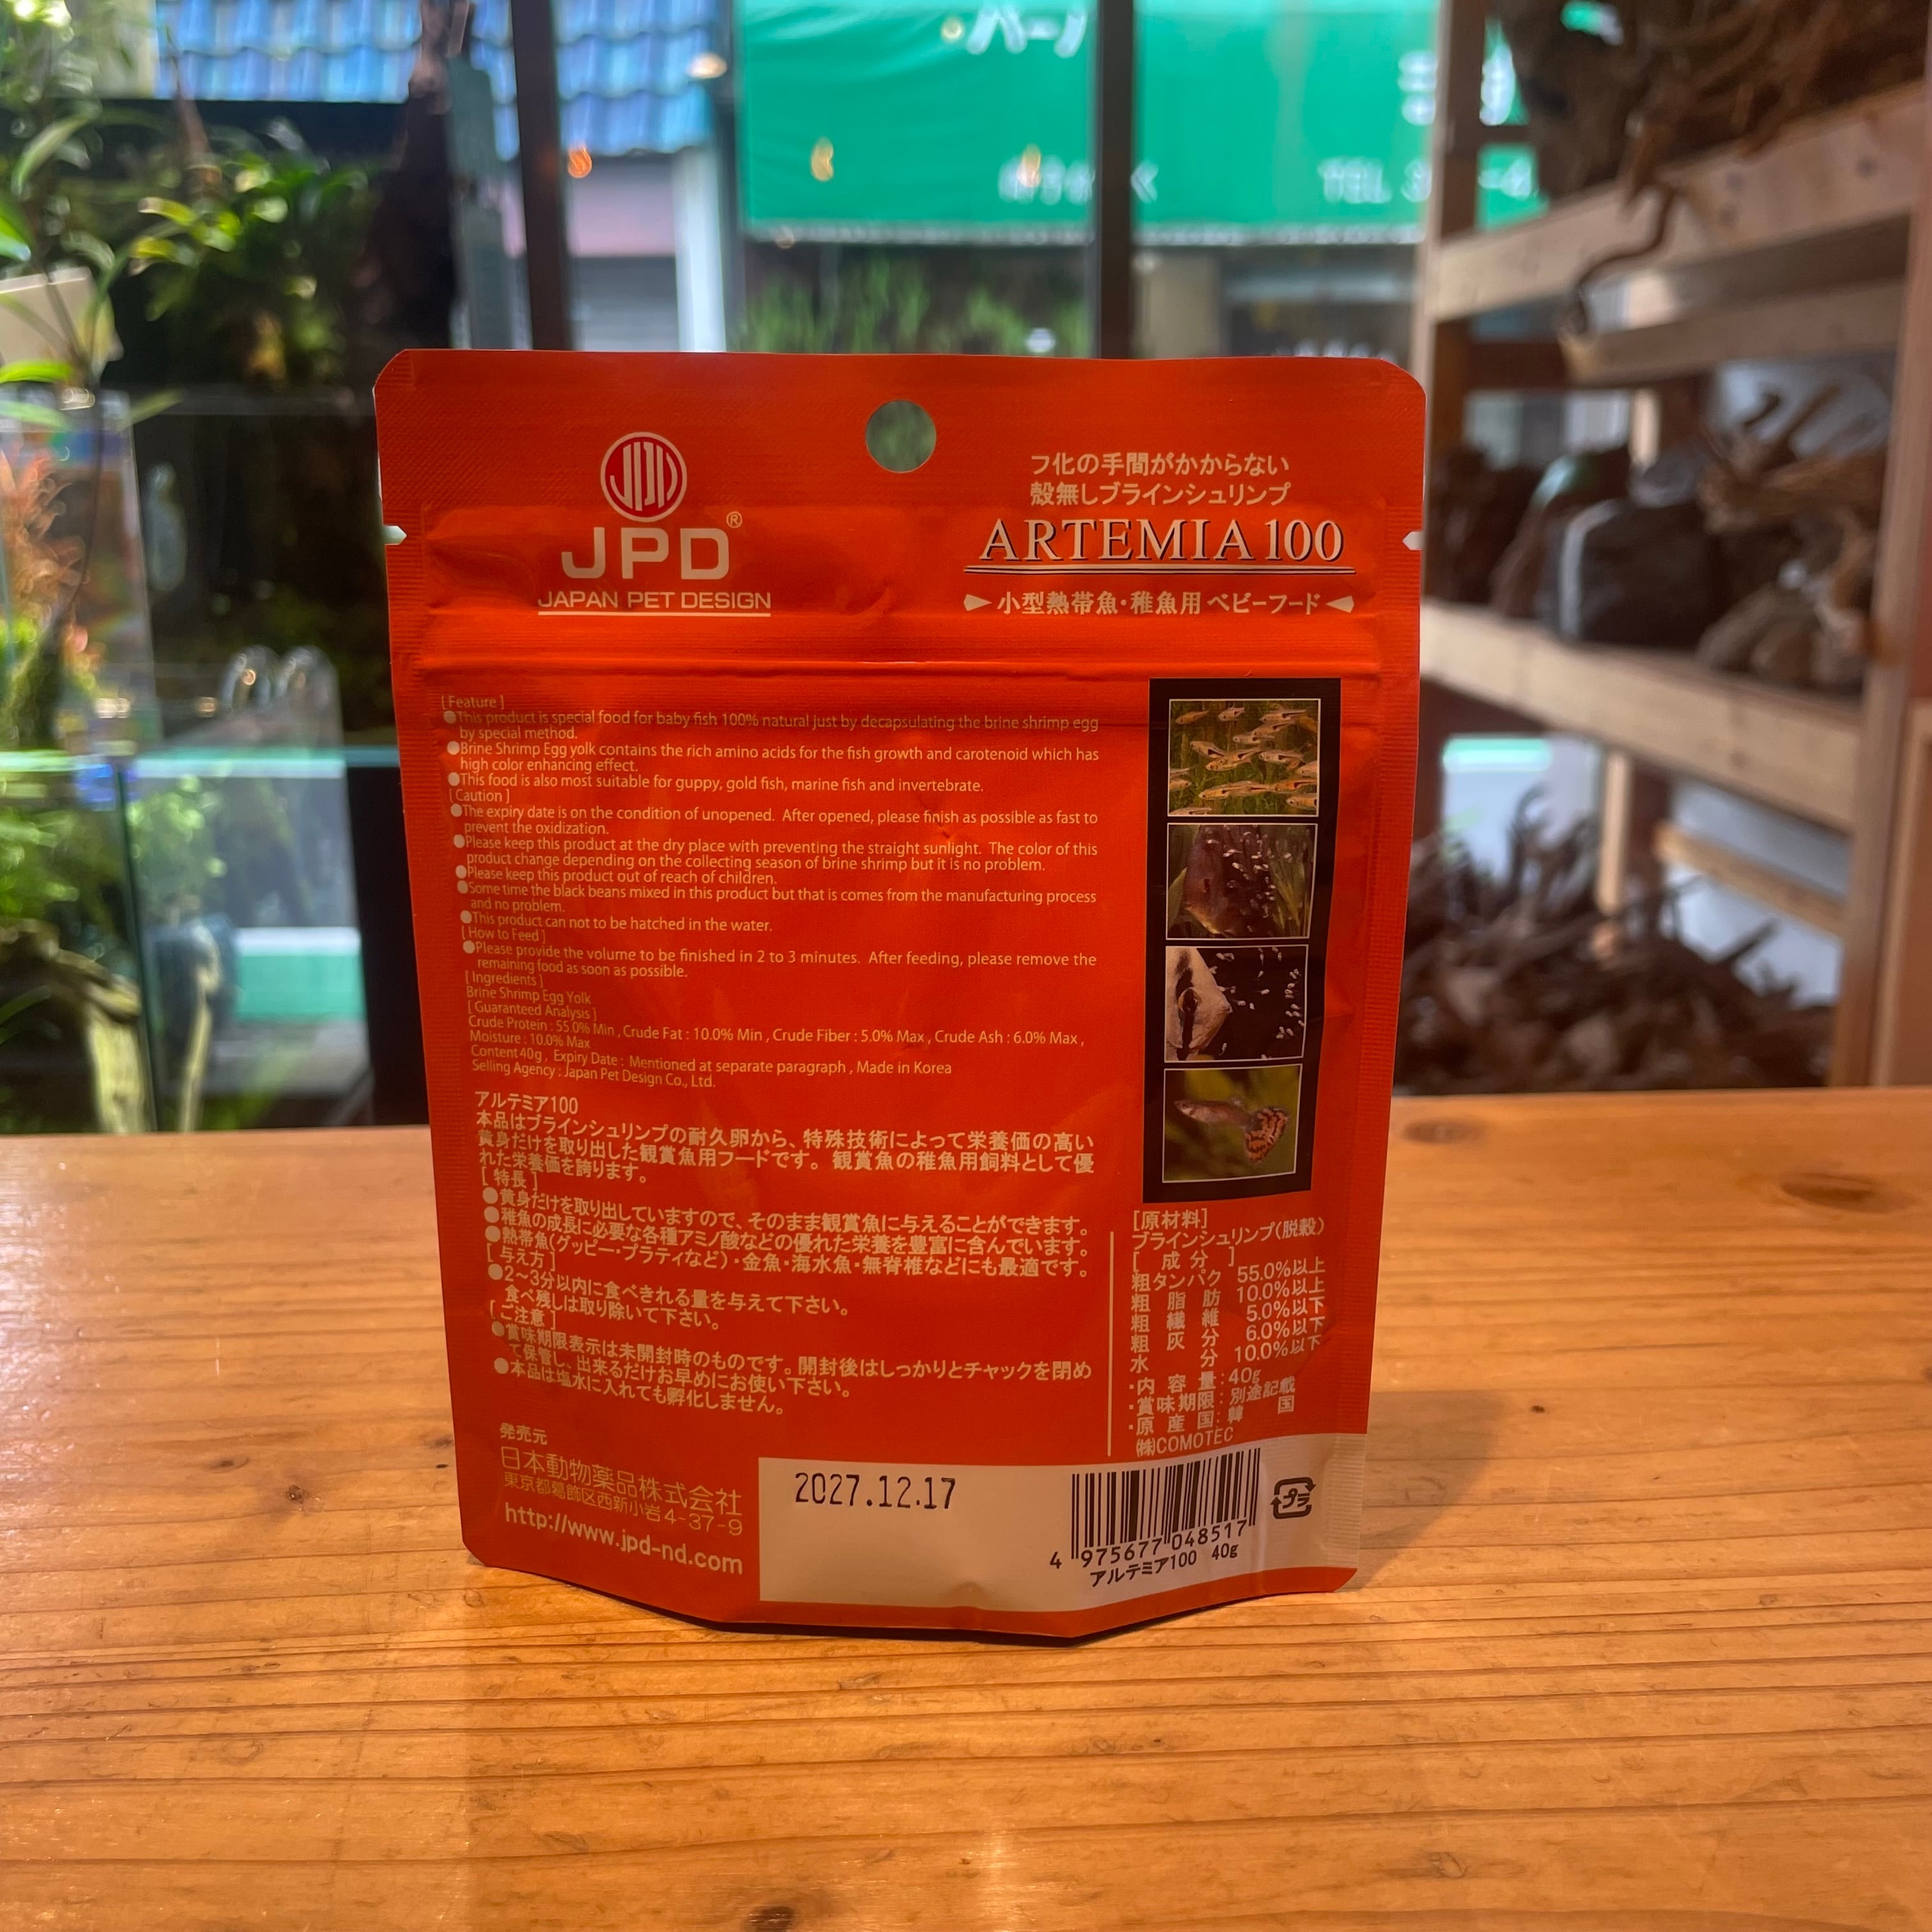 JPD®
JAPAN PET DESIGN
フ化の手間がかからない
殻無しブラインシュリンプ
ARTEMIA 100
小型熱帯魚・稚魚用 ベビーフード
[ Feature ]
●This product is special food for baby fish 100% natural just by decapsulating the brine shrimp egg
by special method.
●Brine Shrimp Egg yolk contains the rich amino acids for the fish growth and carotenoid which has
high color enhancing effect.
●This food is also most suitable for guppy, gold fish, marine fish and invertebrate.
[ Caution ]
●The expiry date is on the condition of unopened. After opened, please finish as possible as fast to
prevent the oxidization.
●Please keep this product at the dry place with preventing the straight sunlight. The color of this
product change depending on the collecting season of brine shrimp but it is no problem.
●Please keep this product out of reach of children.
●Some time the black beans mixed in this product but that is comes from the manufacturing process
and no problem.
●This product can not to be hatched in the water.
[ How to Feed ]
●Please provide the volume to be finished in 2 to 3 minutes. After feeding, please remove the
remaining food as soon as possible.
[ Ingredients ]
Brine Shrimp Egg Yolk
[ Guaranteed Analysis ]
Crude Protein : 55.0% Min , Crude Fat : 10.0% Min , Crude Fiber : 5.0% Max , Crude Ash : 6.0% Max ,
Moisture : 10.0% Max
Content 40g , Expiry Date : Mentioned at separate paragraph , Made in Korea
Selling Agency : Japan Pet Design Co., Ltd.
アルテミア100
本品はブラインシュリンプの耐久卵から、特殊技術によって栄養価の高い
黄身だけを取り出した観賞魚用フードです。観賞魚の稚魚用飼料として優
れた栄養価を誇ります。
[ 特長 ]
●黄身だけを取り出していますので、そのまま観賞魚に与えることができます。
●稚魚の成長に必要な各種アミノ酸などの優れた栄養を豊富に含んでいます。
●熱帯魚(グッピー・プラティなど)・金魚・海水魚・無脊椎などにも最適です。
[ 与え方 ]
●2〜3分以内に食べきれる量を与えて下さい。
食べ残しは取り除いて下さい。
[ ご注意 ]
●賞味期限表示は未開封時のものです。開封後はしっかりとチャックを閉め
て保管し、出来るだけお早めにお使い下さい。
●本品は塩水に入れても孵化しません。
[原材料]
ブラインシュリンプ(脱殻)
[ 成 分 ]
粗タンパク 55.0%以上
粗 脂 肪 10.0%以上
粗 繊 維 5.0%以下
粗 灰 分 6.0%以下
水 分 10.0%以下
・内 容 量：40g
・賞味期限：別途記載
・原 産 国：韓 国
㈱COMOTEC
発売元
日本動物薬品株式会社
東京都葛飾区西新小岩4-37-9
http://www.jpd-nd.com
2027.12.17
4 975677 048517
アルテミア100 40g
プラ